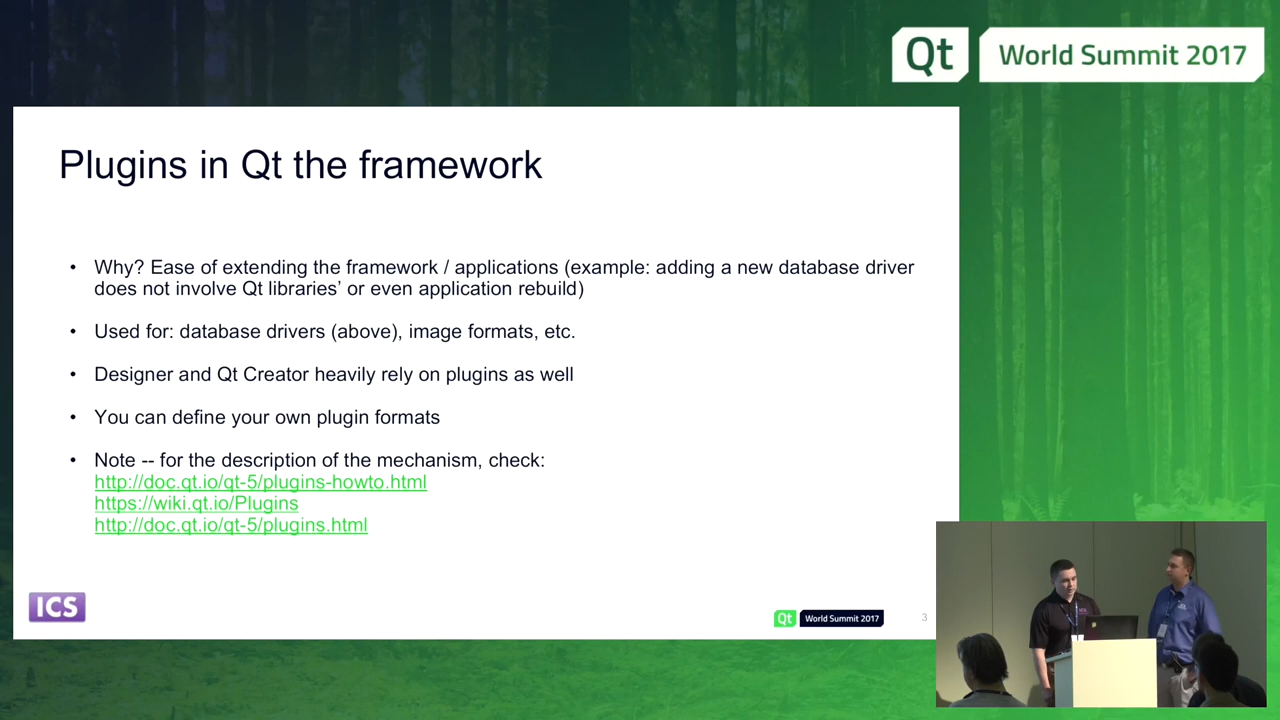 Qt World Summit 2017
Plugins in Qt the framework
• Why? Ease of extending the framework / applications (example: adding a new database driver
does not involve Qt libraries’ or even application rebuild)
• Used for: database drivers (above), image formats, etc.
• Designer and Qt Creator heavily rely on plugins as well
• You can define your own plugin formats
• Note -- for the description of the mechanism, check:
http://doc.qt.io/qt-5/plugins-howto.html
https://wiki.qt.io/Plugins
http://doc.qt.io/qt-5/plugins.html
ICS
Qt World Summit 2017
3